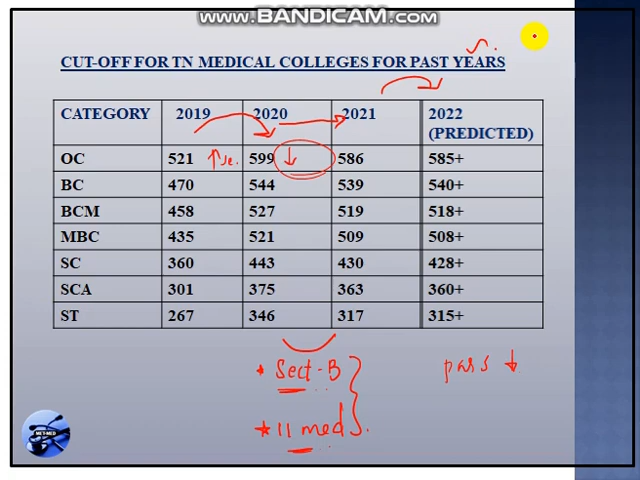 www.BANDICAM.com
CUT-OFF FOR TN MEDICAL COLLEGES FOR PAST YEARS
CATEGORY 2019 2020 2021 2022 (PREDICTED)
OC 521 599 586 585+
BC 470 544 539 540+
BCM 458 527 519 518+
MBC 435 521 509 508+
SC 360 443 430 428+
SCA 301 375 363 360+
ST 267 346 317 315+
* Sect-B
pass ↓
* 11 med